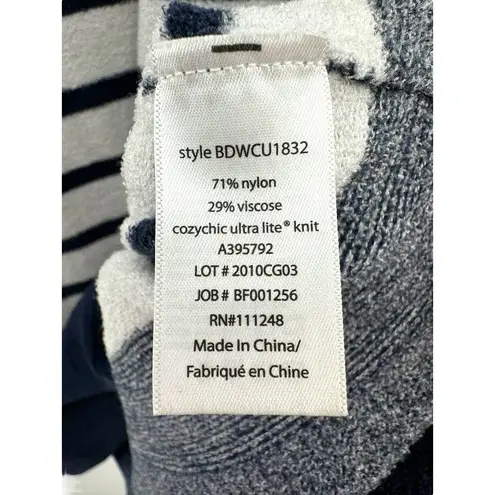 style BDWCU1832
71% nylon
29% viscose
cozychic ultra lite® knit
A395792
LOT # 2010CG03
JOB # BF001256
RN#111248
Made In China/
Fabriqué en Chine